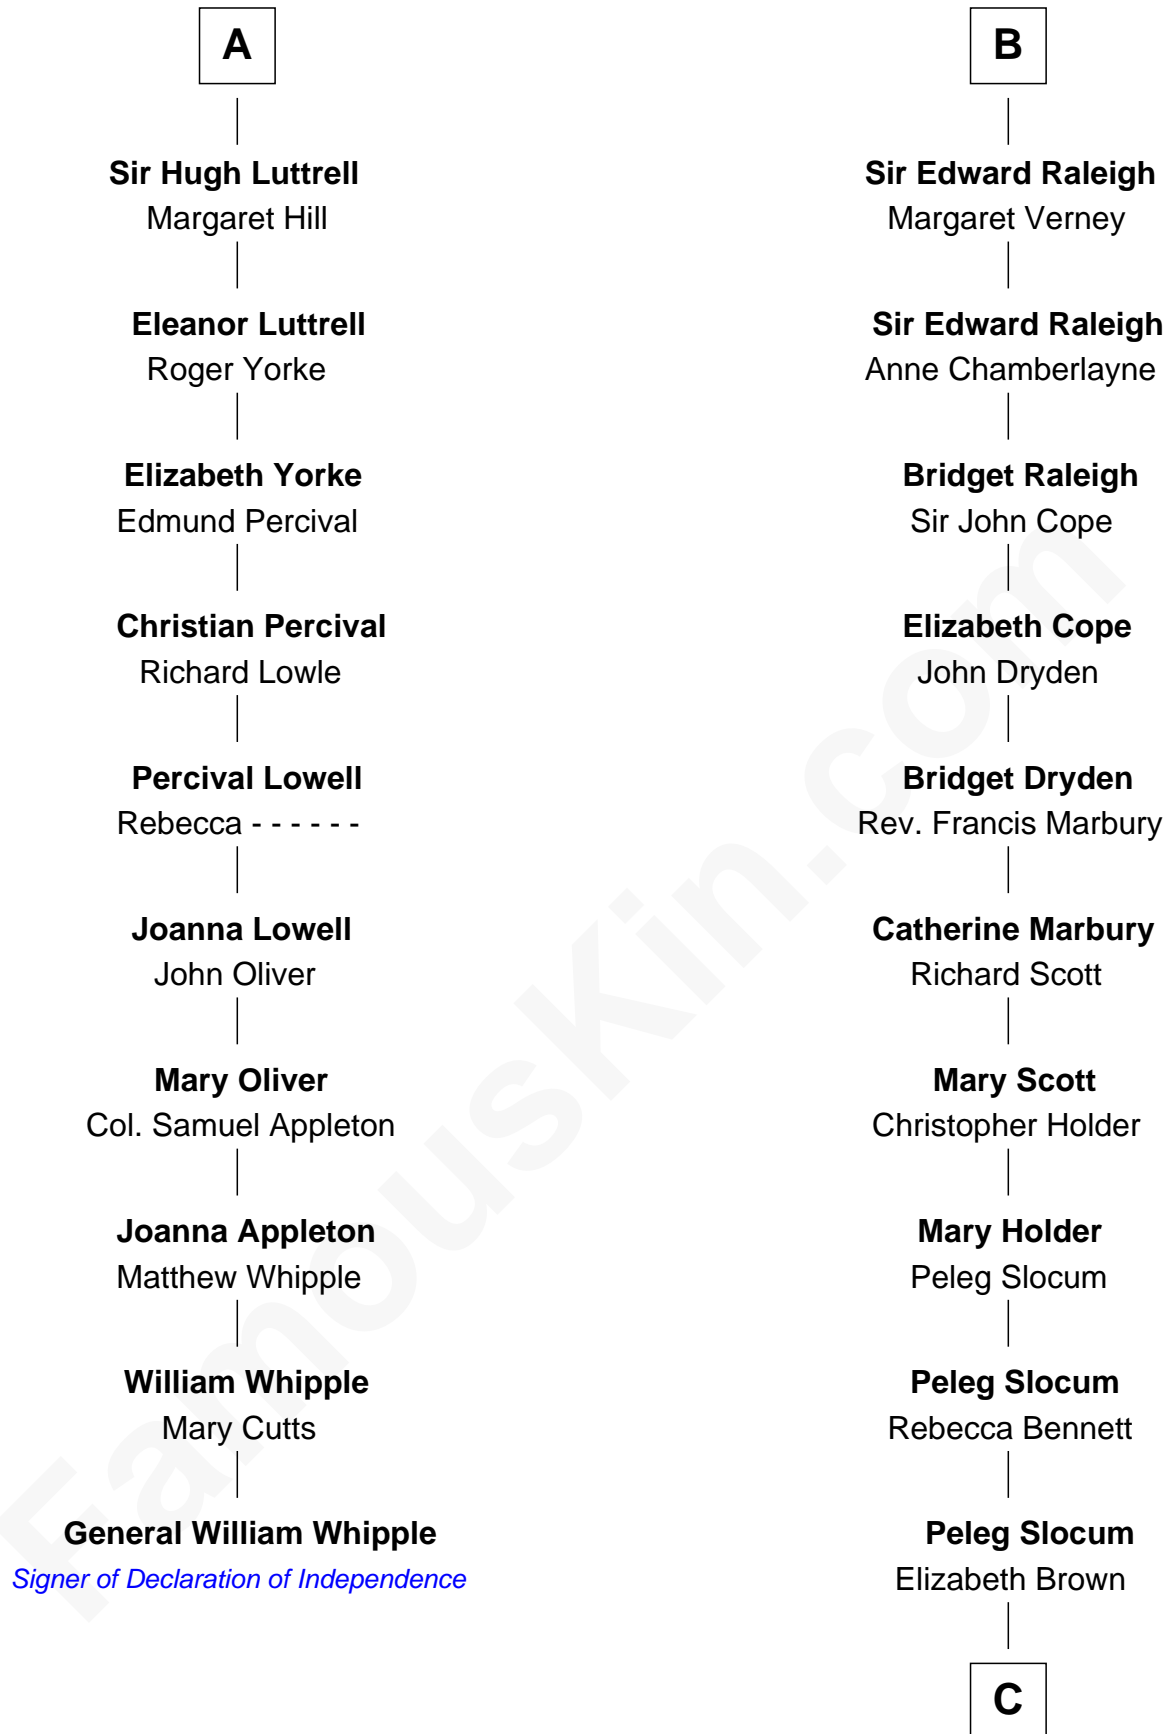 A
Sir Hugh Luttrell
Margaret Hill
Eleanor Luttrell
Roger Yorke
Elizabeth Yorke
Edmund Percival
Christian Percival
Richard Lowle
Percival Lowell
Rebecca - - - - - -
Joanna Lowell
John Oliver
Mary Oliver
Col. Samuel Appleton
Joanna Appleton
Matthew Whipple
William Whipple
Mary Cutts
General William Whipple
Signer of Declaration of Independence
B
Sir Edward Raleigh
Margaret Verney
Sir Edward Raleigh
Anne Chamberlayne
Bridget Raleigh
Sir John Cope
Elizabeth Cope
John Dryden
Bridget Dryden
Rev. Francis Marbury
Catherine Marbury
Richard Scott
Mary Scott
Christopher Holder
Mary Holder
Peleg Slocum
Peleg Slocum
Rebecca Bennett
Peleg Slocum
Elizabeth Brown
C
FamousKin.com